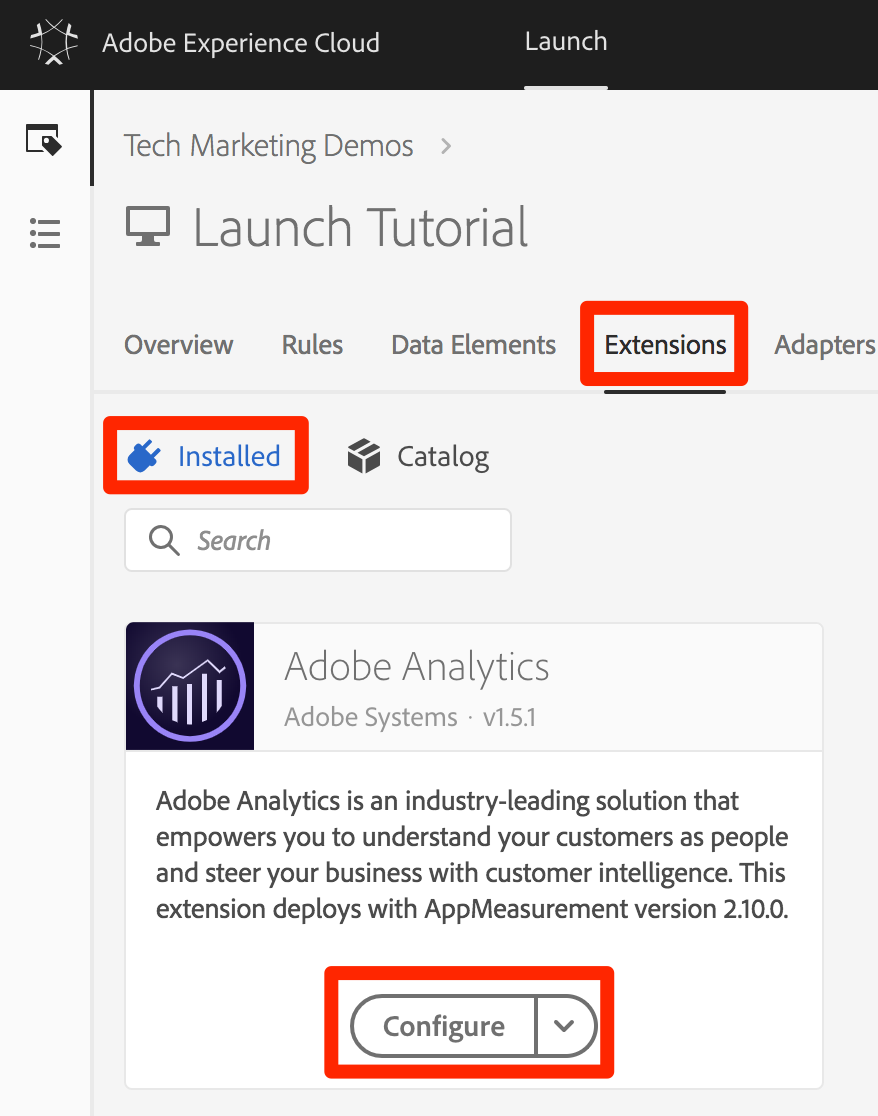 Adobe Experience Cloud
Launch
Tech Marketing Demos
Launch Tutorial
Overview
Rules
Data Elements
Extensions
Adapters
Installed
Catalog
Search
Adobe Analytics
Adobe Systems · v1.5.1
Adobe Analytics is an industry-leading solution that
empowers you to understand your customers as people
and steer your business with customer intelligence. This
extension deploys with AppMeasurement version 2.10.0.
Configure